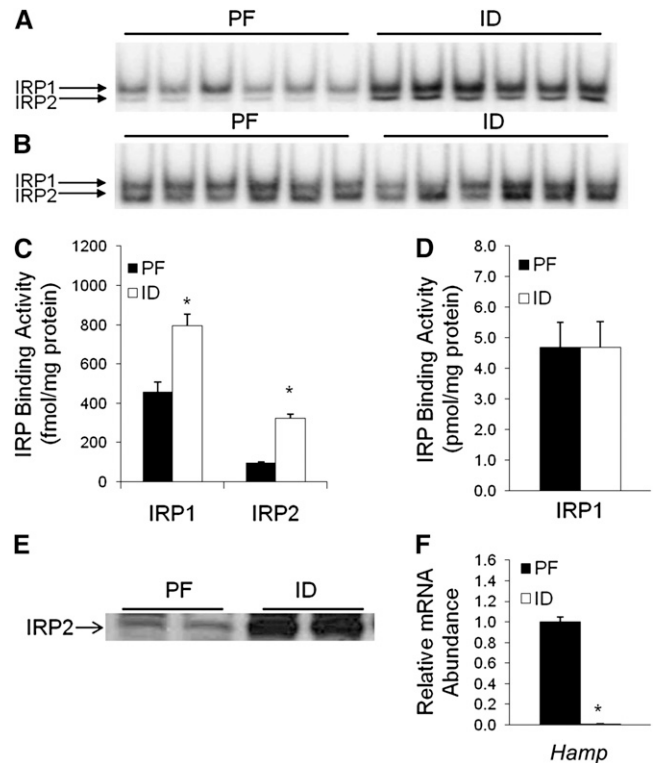 A
PF ID
IRP1
IRP2
B
PF ID
IRP1
IRP2
C
IRP Binding Activity
(fmol/mg protein)
1200
1000
800
600
400
200
0
PF
ID
*
*
IRP1 IRP2
D
IRP Binding Activity
(pmol/mg protein)
8.0
7.0
6.0
5.0
4.0
3.0
2.0
1.0
0.0
PF
ID
IRP1
E
PF ID
IRP2
F
Relative mRNA
Abundance
1.6
1.4
1.2
1.0
0.8
0.6
0.4
0.2
0.0
PF
ID
*
Hamp